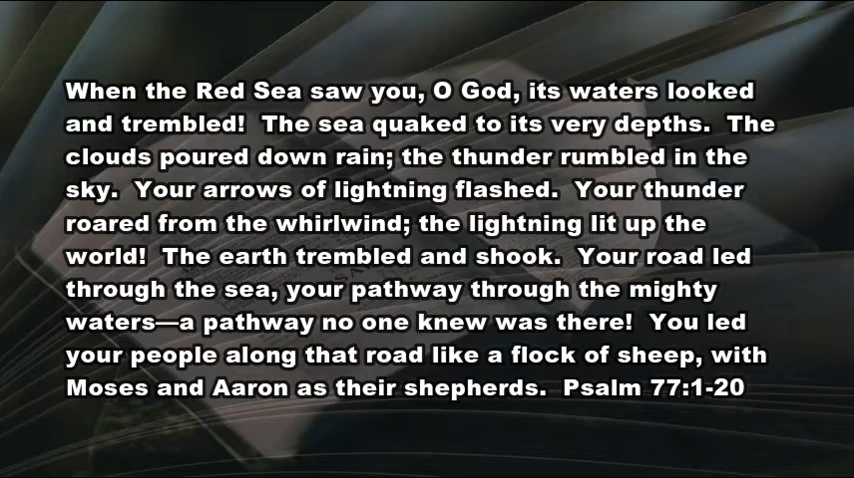 When the Red Sea saw you, O God, its waters looked
and trembled!  The sea quaked to its very depths.  The
clouds poured down rain; the thunder rumbled in the
sky.  Your arrows of lightning flashed.  Your thunder
roared from the whirlwind; the lightning lit up the
world!  The earth trembled and shook.  Your road led
through the sea, your pathway through the mighty
waters—a pathway no one knew was there!  You led
your people along that road like a flock of sheep, with
Moses and Aaron as their shepherds.  Psalm 77:1-20